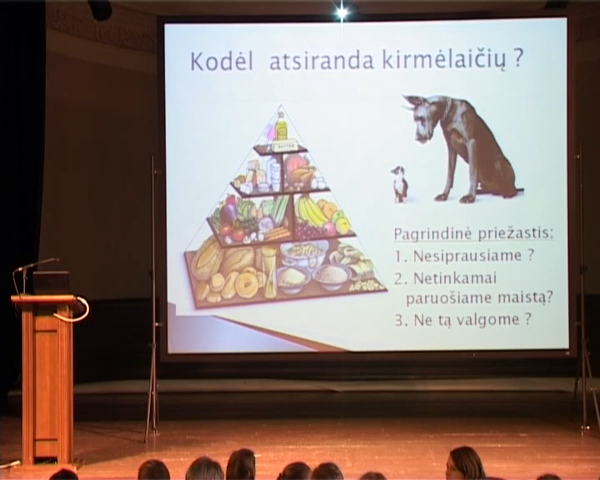 Kodėl atsiranda kirmėlaičių ?
Pagrindinė priežastis:
1. Nesiprausiame ?
2. Netinkamai
paruošiame maistą?
3. Ne tą valgome ?